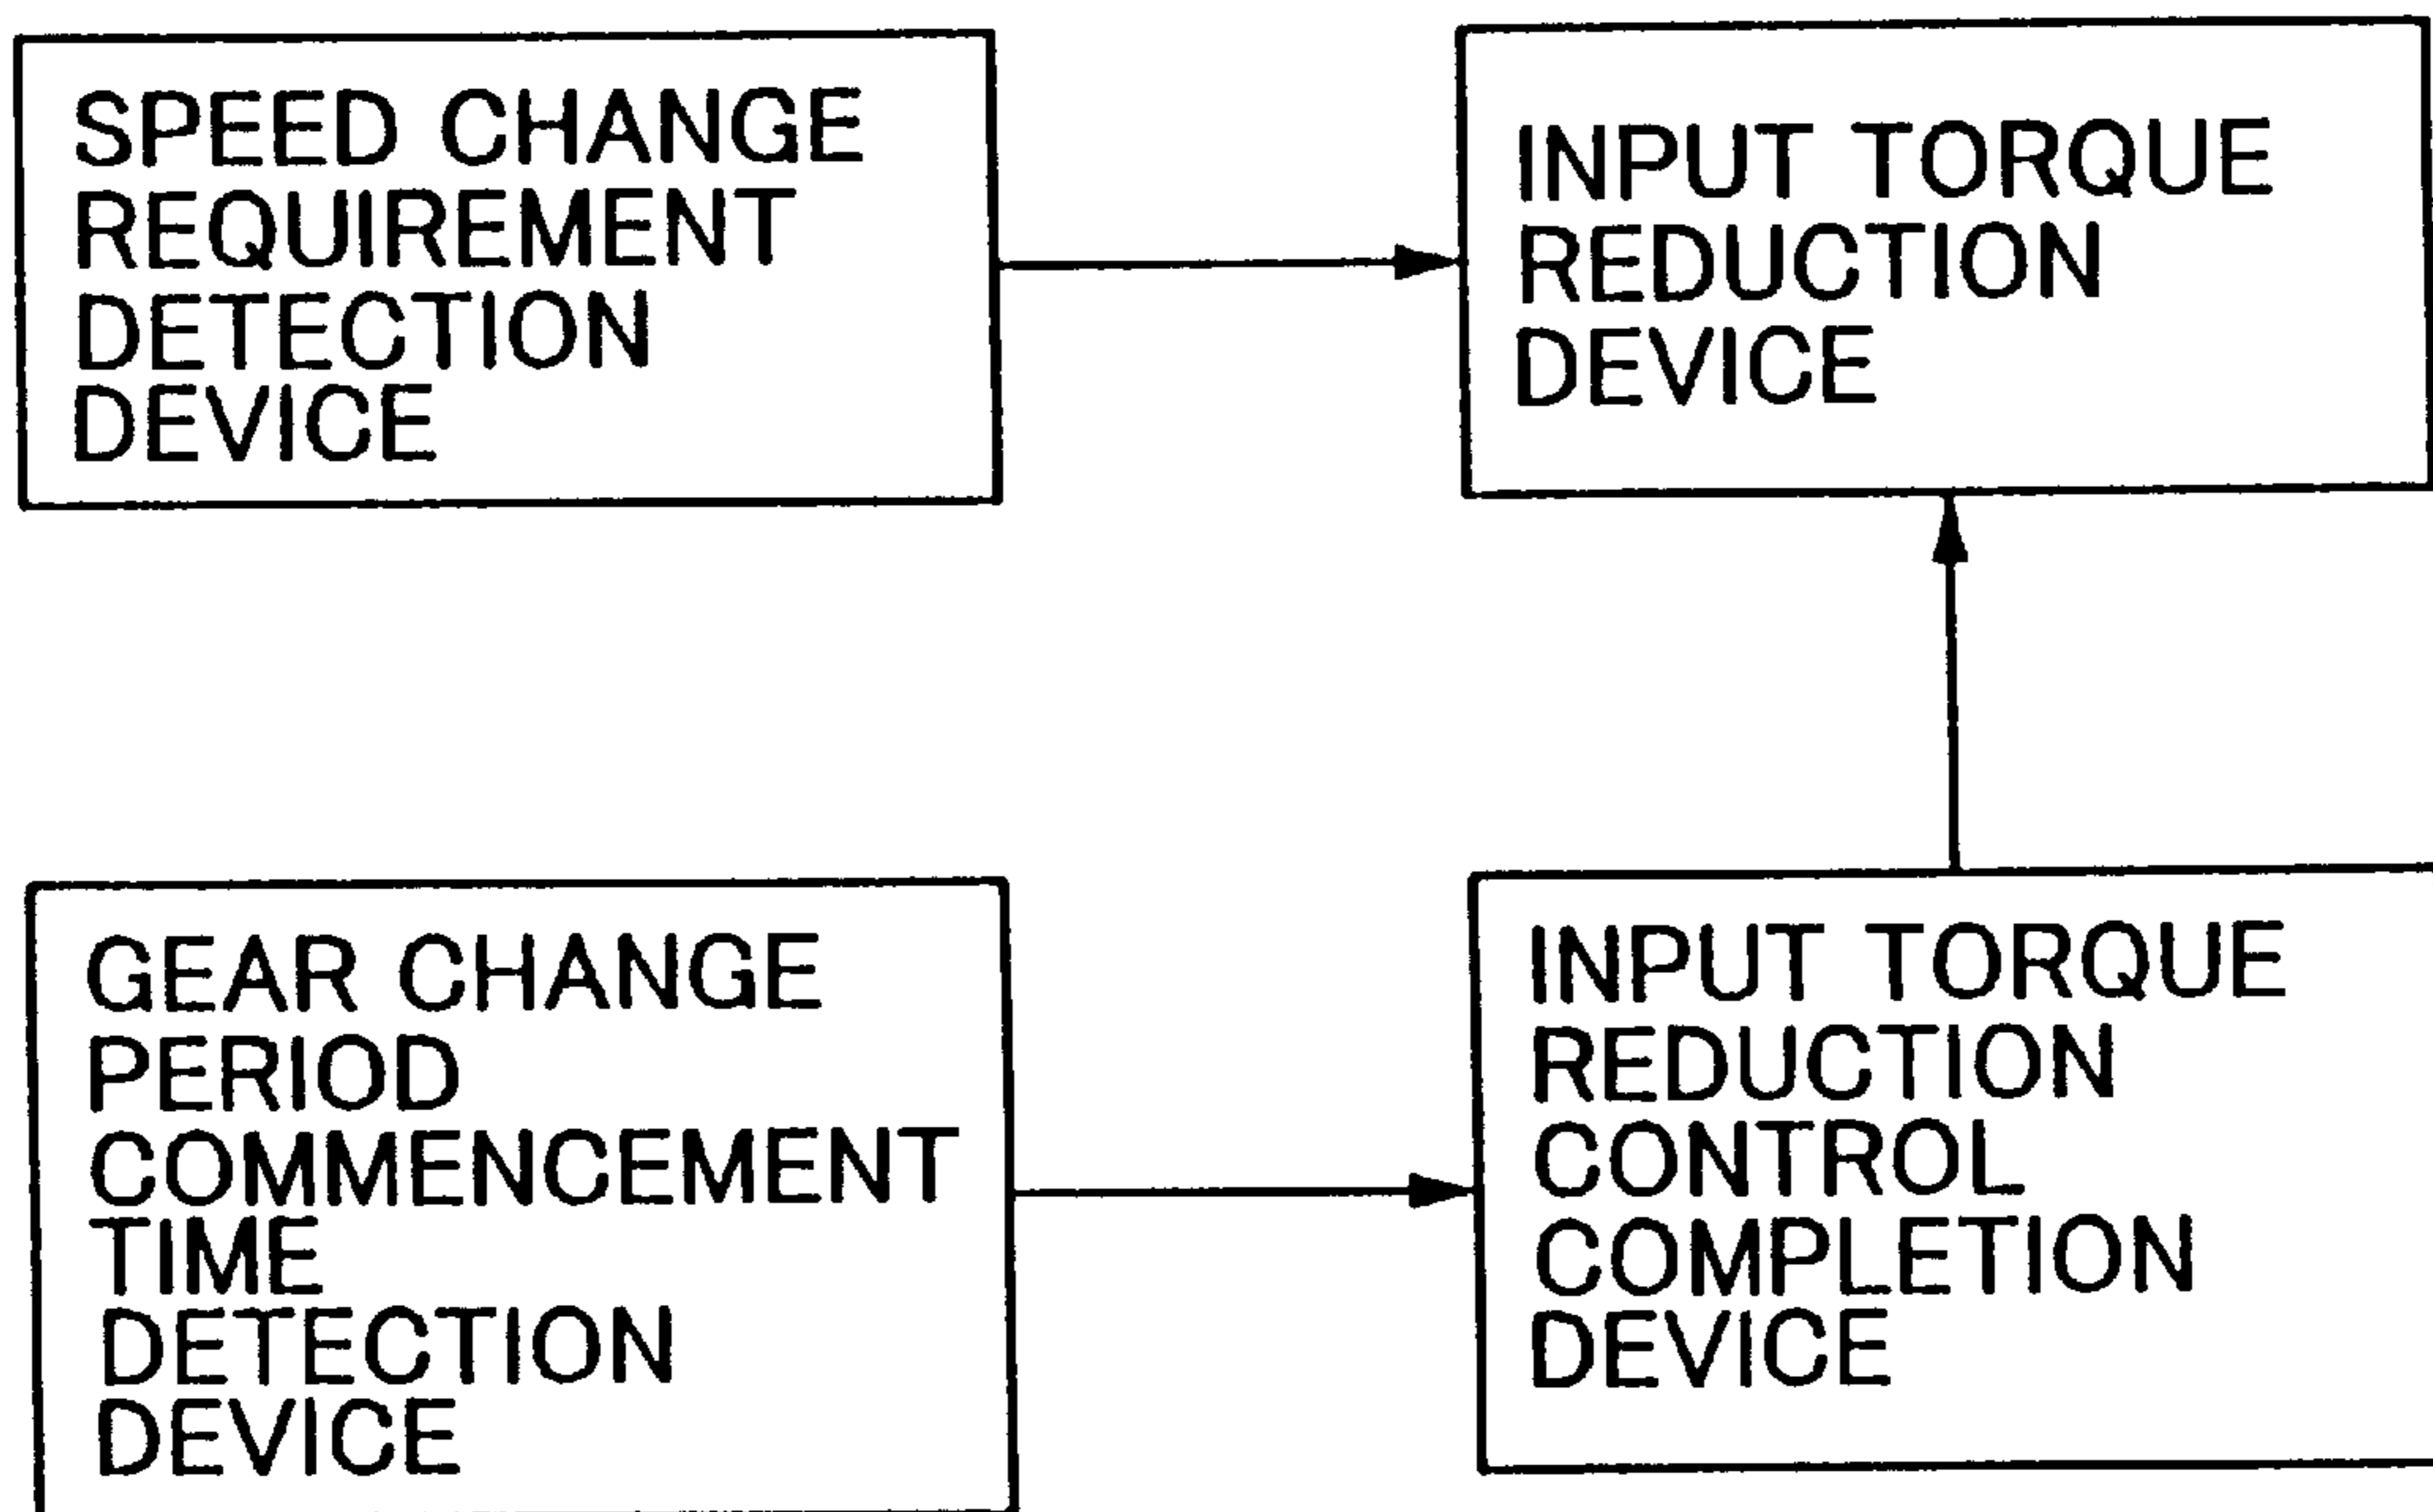 SPEED CHANGE
REQUIREMENT
DETECTION
DEVICE
INPUT TORQUE
REDUCTION
DEVICE
GEAR CHANGE
PERIOD
COMMENCEMENT
TIME
DETECTION
DEVICE
INPUT TORQUE
REDUCTION
CONTROL
COMPLETION
DEVICE